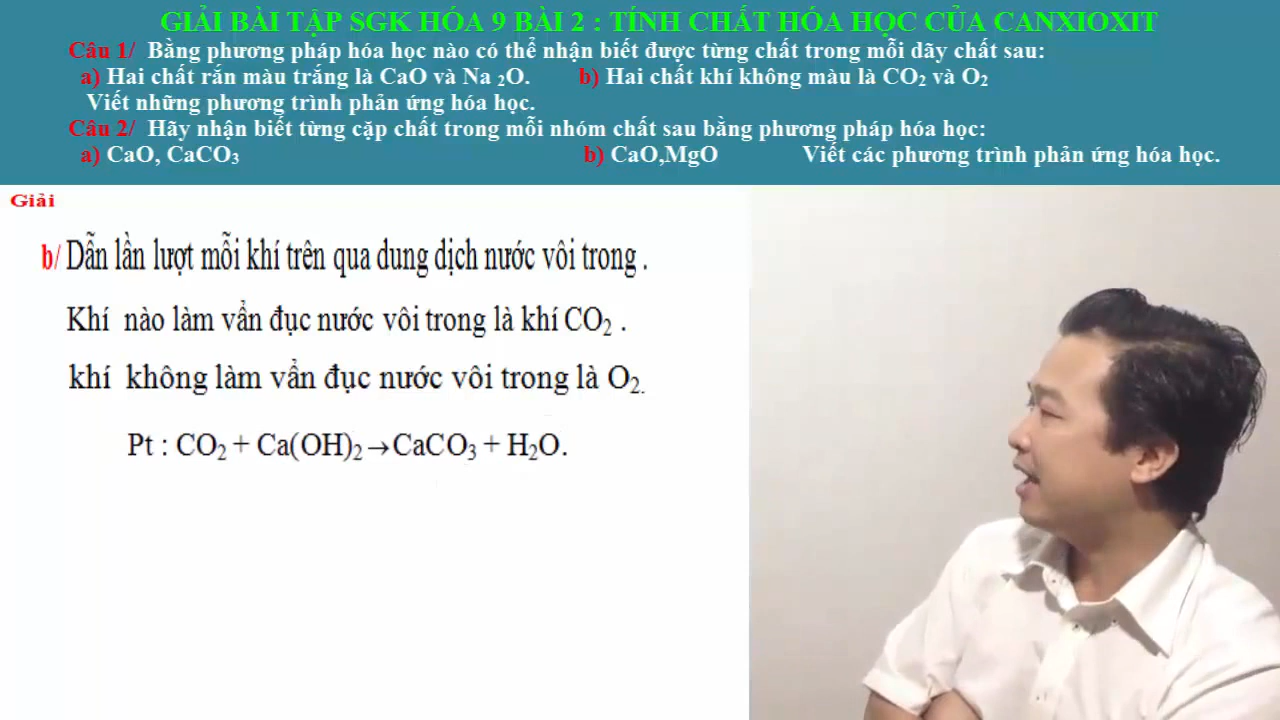 GIẢI BÀI TẬP SGK HÓA 9 BÀI 2 : TÍNH CHẤT HÓA HỌC CỦA CANXIOXIT
Câu 1/ Bằng phương pháp hóa học nào có thể nhận biết được từng chất trong mỗi dãy chất sau:
a) Hai chất rắn màu trắng là CaO và Na ₂O. b) Hai chất khí không màu là CO₂ và O₂
Viết những phương trình phản ứng hóa học.
Câu 2/ Hãy nhận biết từng cặp chất trong mỗi nhóm chất sau bằng phương pháp hóa học:
a) CaO, CaCO₃ b) CaO,MgO Viết các phương trình phản ứng hóa học.
Giải
b/ Dẫn lần lượt mỗi khí trên qua dung dịch nước vôi trong .
Khí nào làm vẩn đục nước vôi trong là khí CO₂ .
khí không làm vẩn đục nước vôi trong là O₂.
Pt : CO₂ + Ca(OH)₂ → CaCO₃ + H₂O.